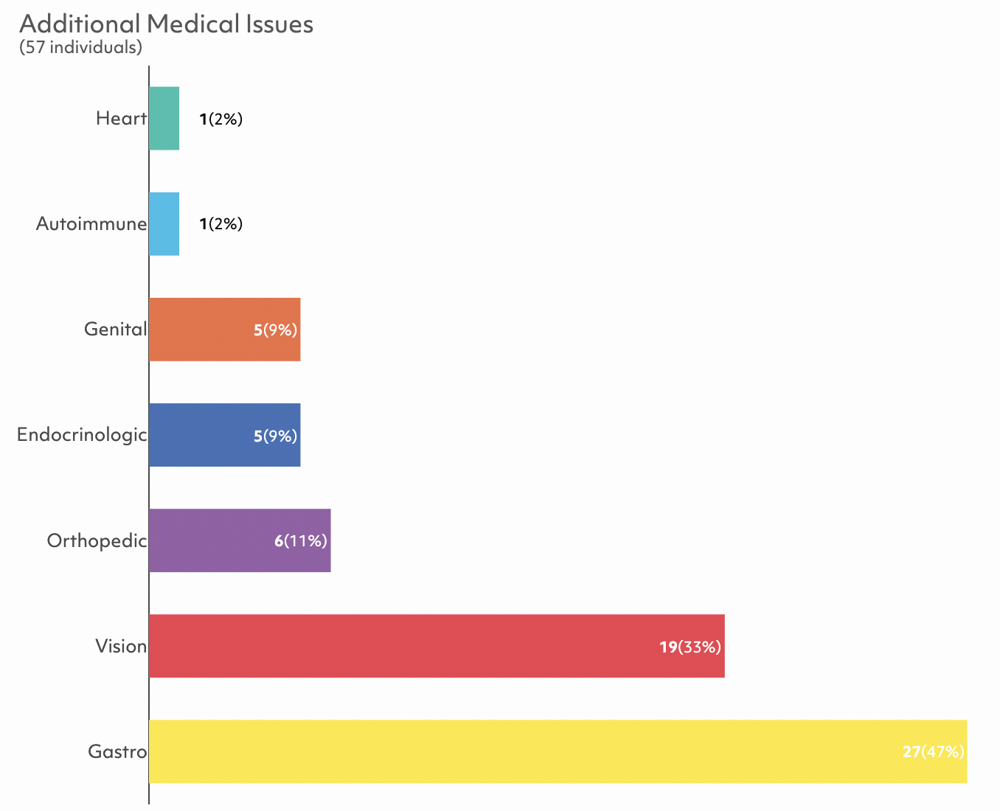 Additional Medical Issues
(57 individuals)
Heart 1(2%)
Autoimmune 1(2%)
Genital 5(9%)
Endocrinologic 5(9%)
Orthopedic 6(11%)
Vision 19(33%)
Gastro 27(47%)